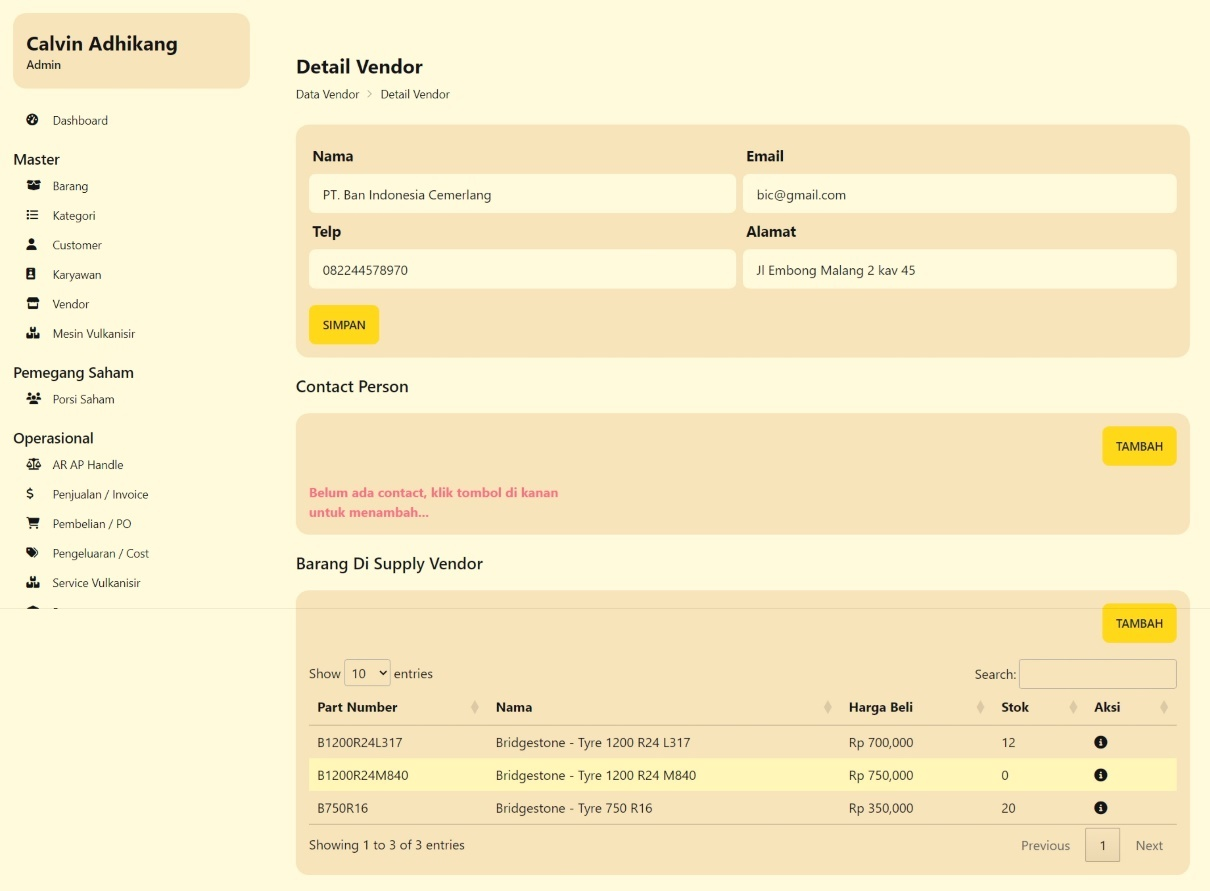 Calvin Adhikang
Admin
Dashboard
Master
Barang
Kategori
Customer
Karyawan
Vendor
Mesin Vulkanisir
Pemegang Saham
Porsi Saham
Operasional
AR AP Handle
Penjualan / Invoice
Pembelian / PO
Pengeluaran / Cost
Service Vulkanisir
Detail Vendor
Data Vendor > Detail Vendor
Nama Email
PT. Ban Indonesia Cemerlang bic@gmail.com
Telp Alamat
082244578970 Jl Embong Malang 2 kav 45
SIMPAN
Contact Person
TAMBAH
Belum ada contact, klik tombol di kanan
untuk menambah...
Barang Di Supply Vendor
TAMBAH
Show 10 entries Search:
Part Number Nama Harga Beli Stok Aksi
B1200R24L317 Bridgestone - Tyre 1200 R24 L317 Rp 700,000 12
B1200R24M840 Bridgestone - Tyre 1200 R24 M840 Rp 750,000 0
B750R16 Bridgestone - Tyre 750 R16 Rp 350,000 20
Showing 1 to 3 of 3 entries Previous 1 Next